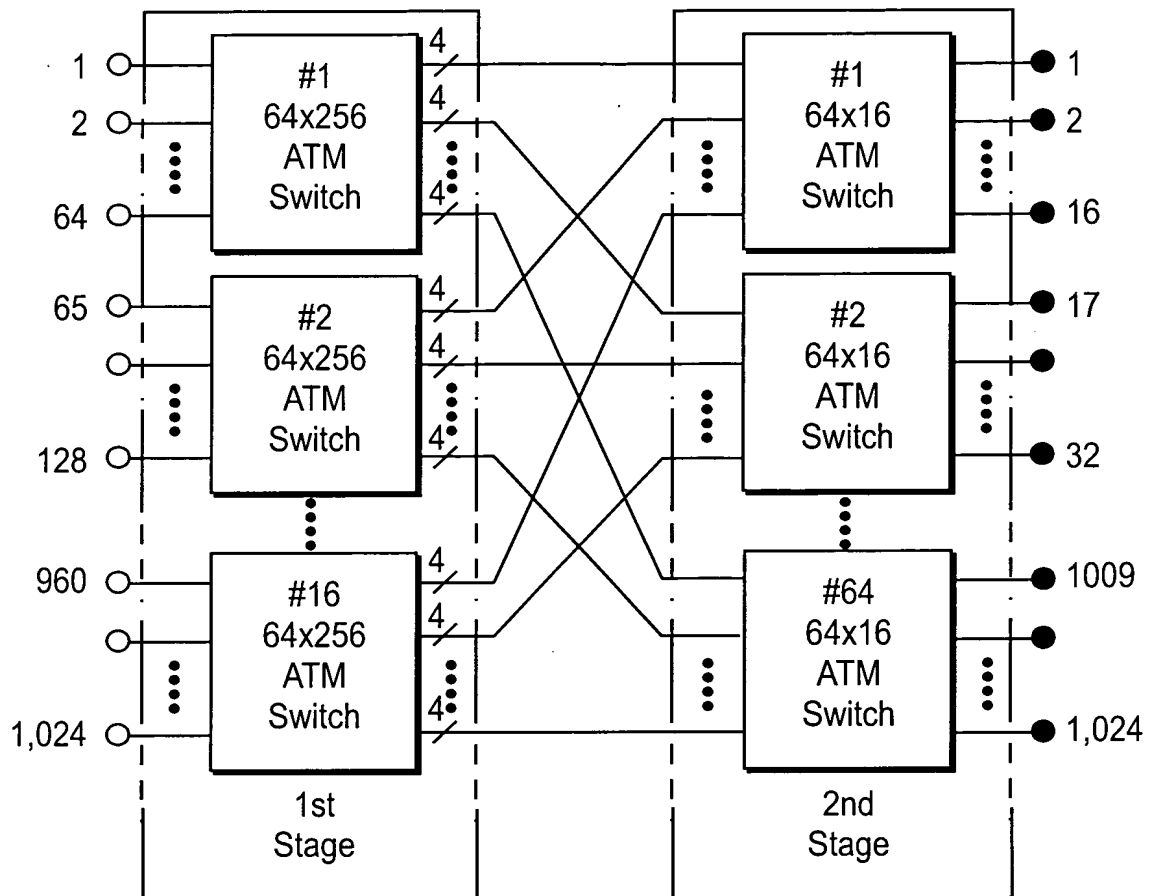 1
2
64
65
128
960
1,024
#1
64x256
ATM
Switch
#2
64x256
ATM
Switch
#16
64x256
ATM
Switch
4
4
4
4
4
4
4
4
4
1st
Stage
#1
64x16
ATM
Switch
#2
64x16
ATM
Switch
#64
64x16
ATM
Switch
2nd
Stage
1
2
16
17
32
1009
1,024